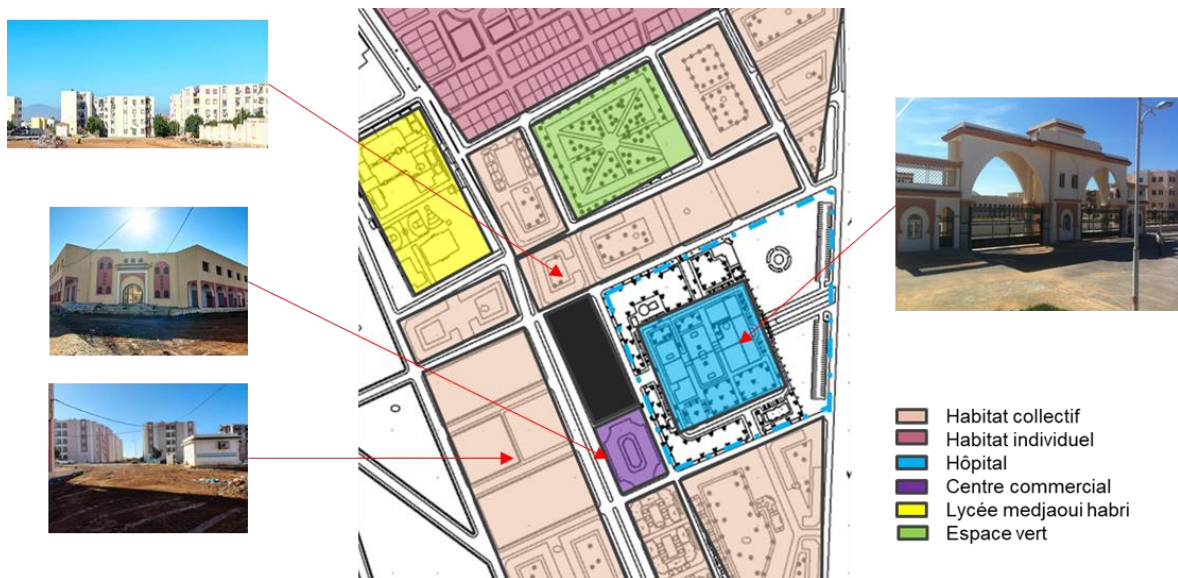 Habitat collectif
Habitat individuel
Hôpital
Centre commercial
Lycée medjaoui habri
Espace vert